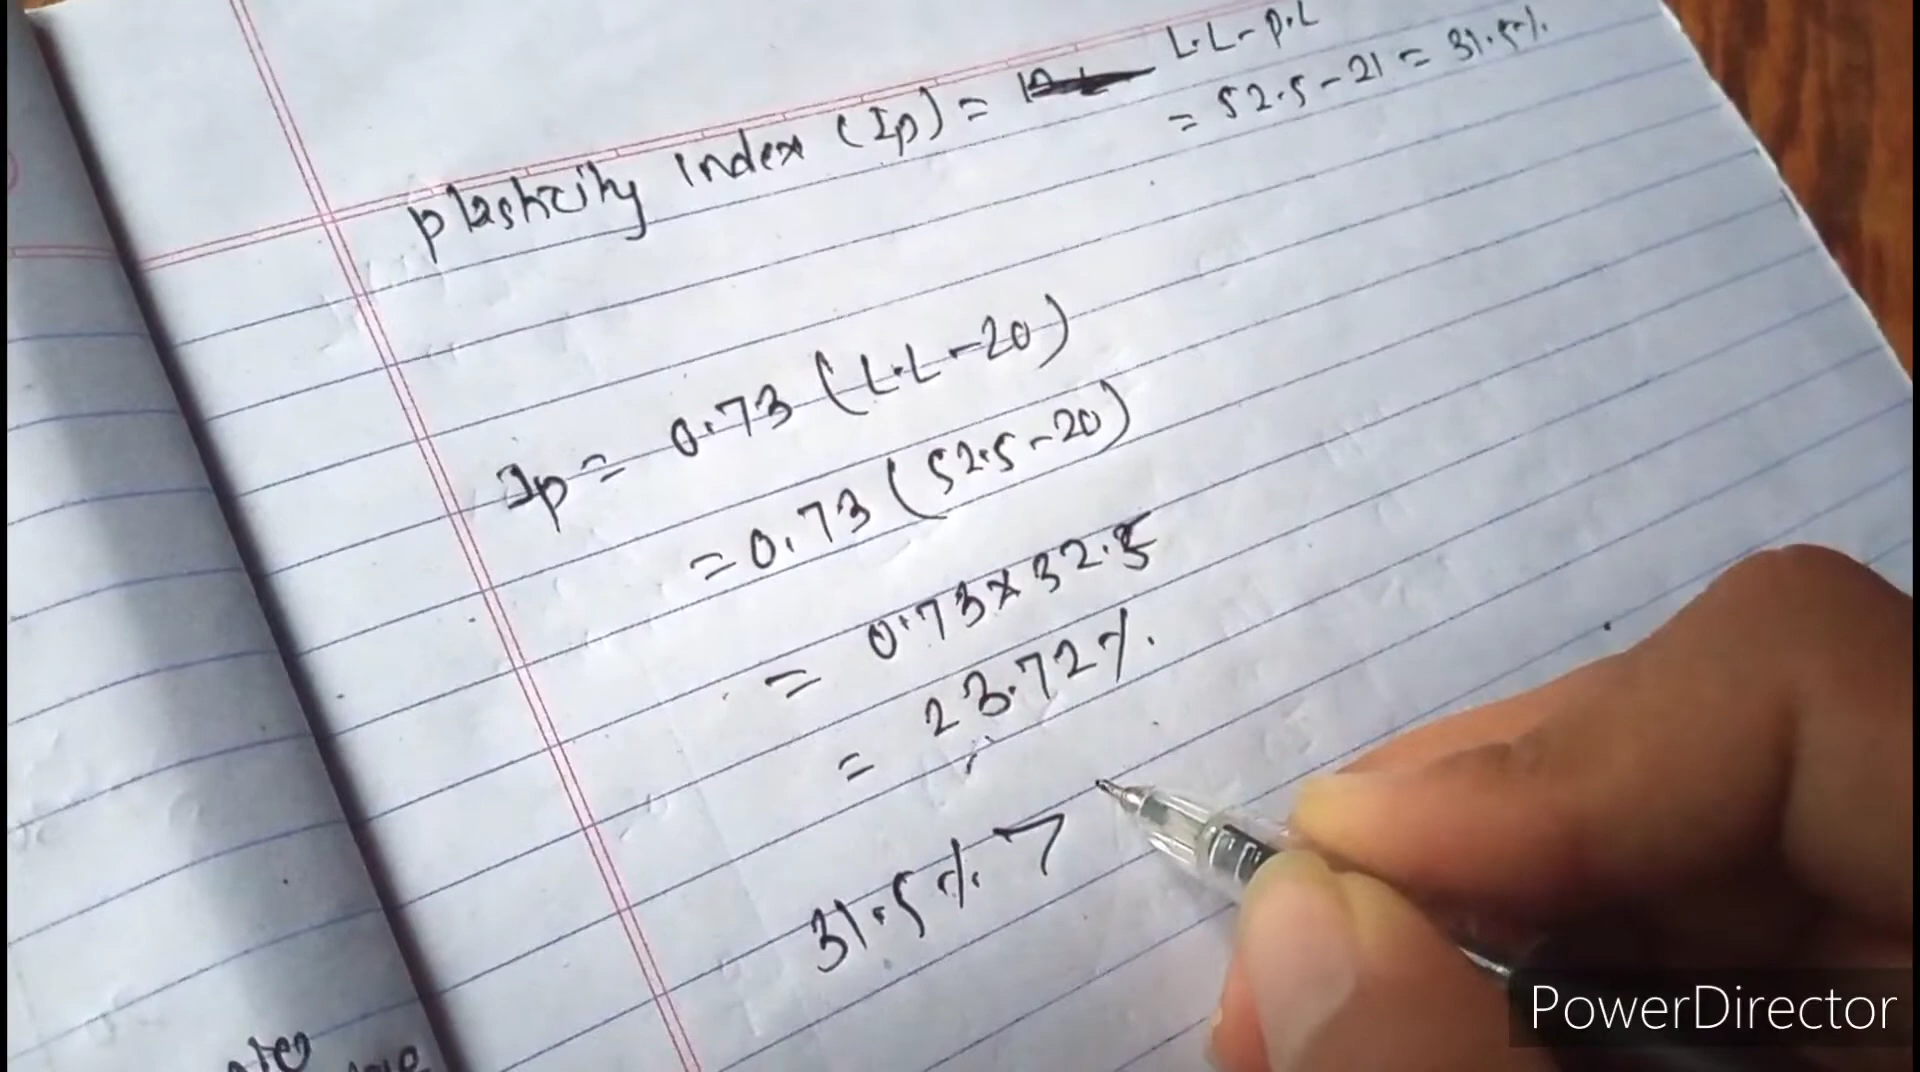 plasticity index (Ip) = L.L - P.L
= 52.5 - 21 = 31.5%.
Ip = 0.73 (L.L - 20)
= 0.73 (52.5 - 20)
= 0.73 x 32.5
= 23.72%.
31.5%. >
PowerDirector